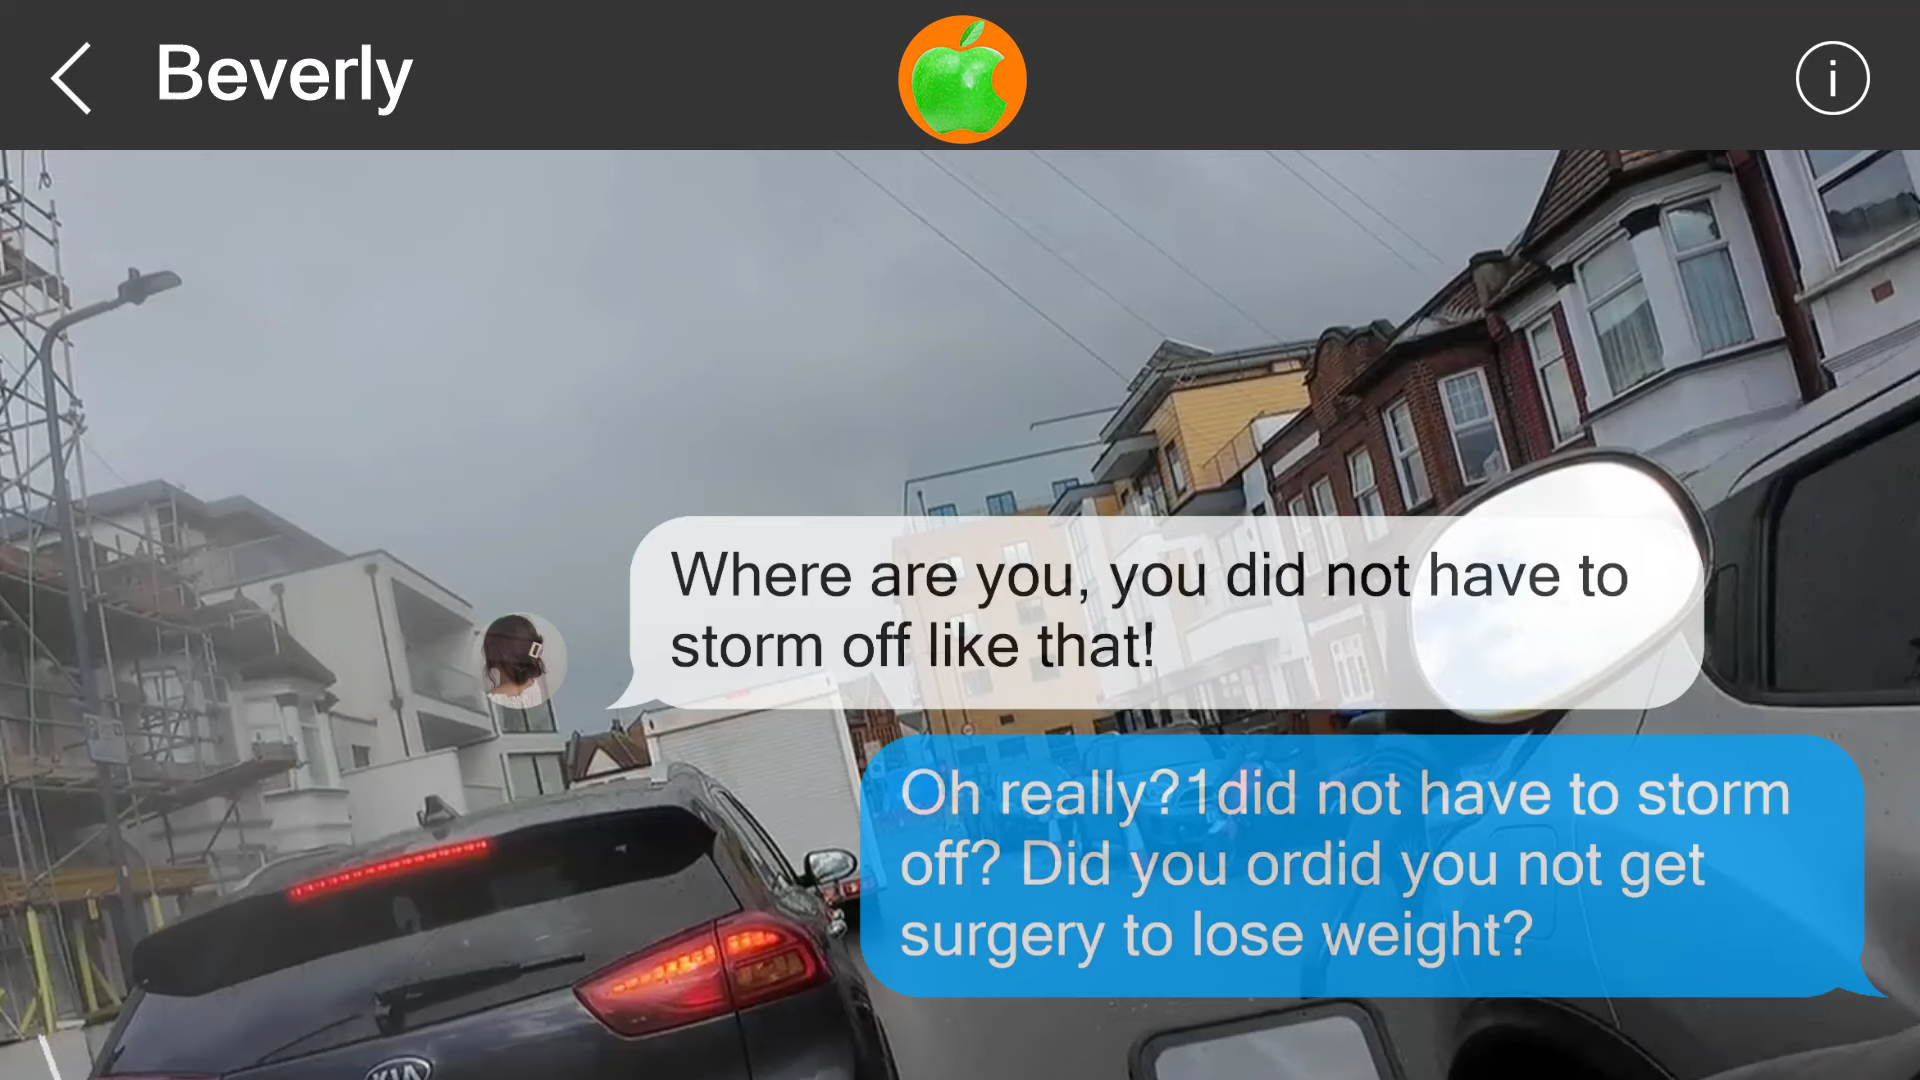 Beverly
i
Where are you, you did not have to
storm off like that!
Oh really?1did not have to storm
off? Did you ordid you not get
surgery to lose weight?
KIA